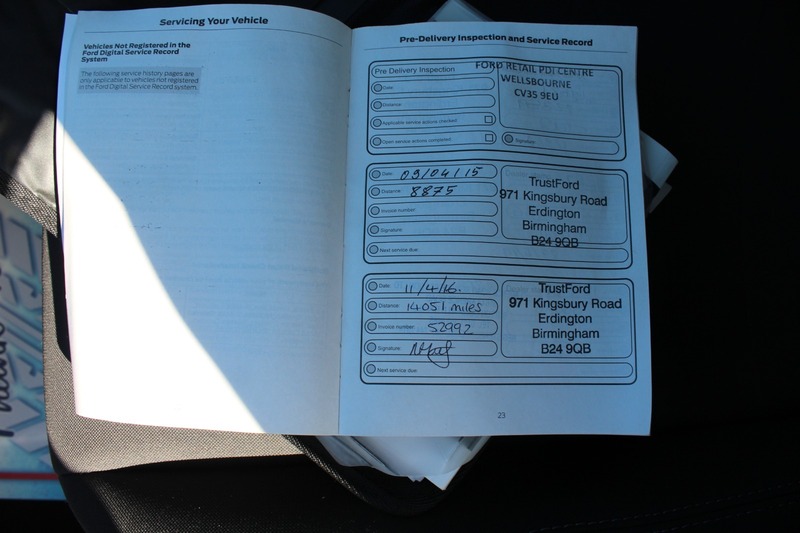 Servicing Your Vehicle
Vehicles Not Registered in the
Ford Digital Service Record
System
The following service history pages are
only applicable to vehicles not registered
in the Ford Digital Service Record system.
Pre-Delivery Inspection and Service Record
Pre Delivery Inspection
FORD RETAIL PDI CENTRE
WELLSBOURNE
CV35 9EU
Date:
Distance:
Applicable service actions checked:
Open service actions completed:
Signature:
Date: 09/04/15
Distance: 8875
Invoice number:
Signature:
Next service due:
TrustFord
971 Kingsbury Road
Erdington
Birmingham
B24 9QB
Date: 11/4/16.
Distance: 14051 miles
Invoice number: 52992
Signature:
Next service due:
TrustFord
971 Kingsbury Road
Erdington
Birmingham
B24 9QB
23